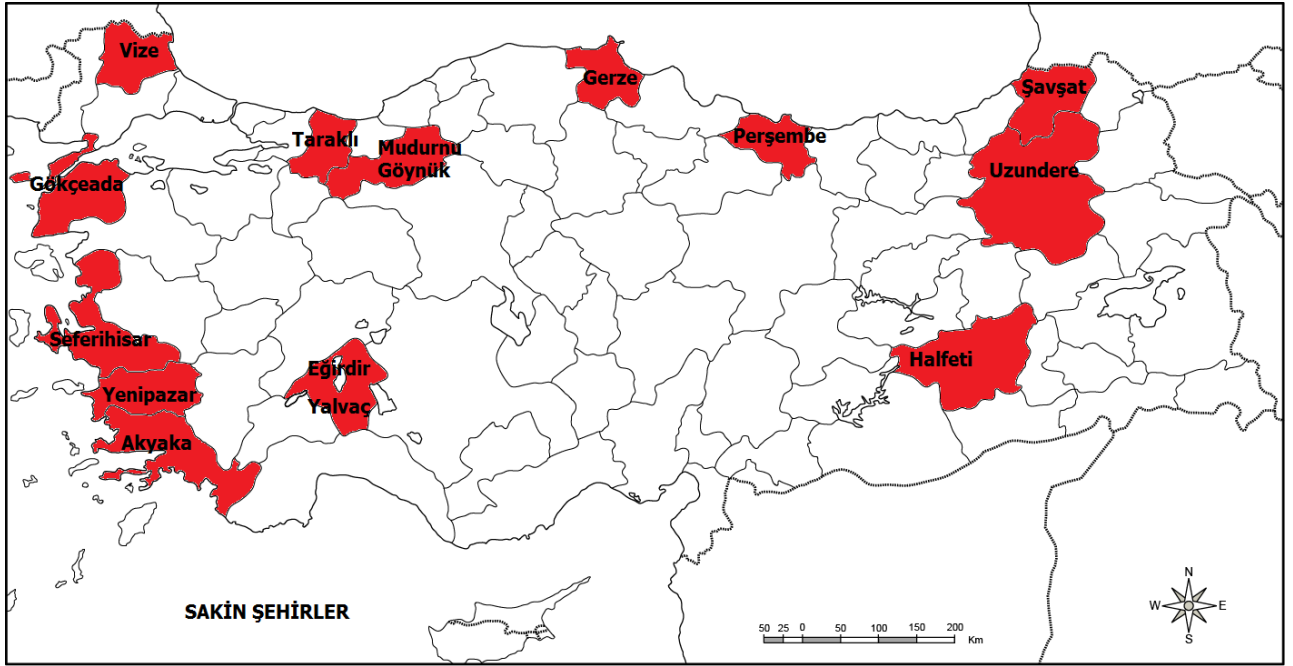 Vize
Gerze
Şavşat
Taraklı
Mudurnu
Göynük
Perşembe
Uzundere
Gökçeada
Seferihisar
Eğirdir
Yalvaç
Halfeti
Yenipazar
Akyaka
SAKİN ŞEHİRLER
N
W E
S
50 25 0 50 100 150 200
Km